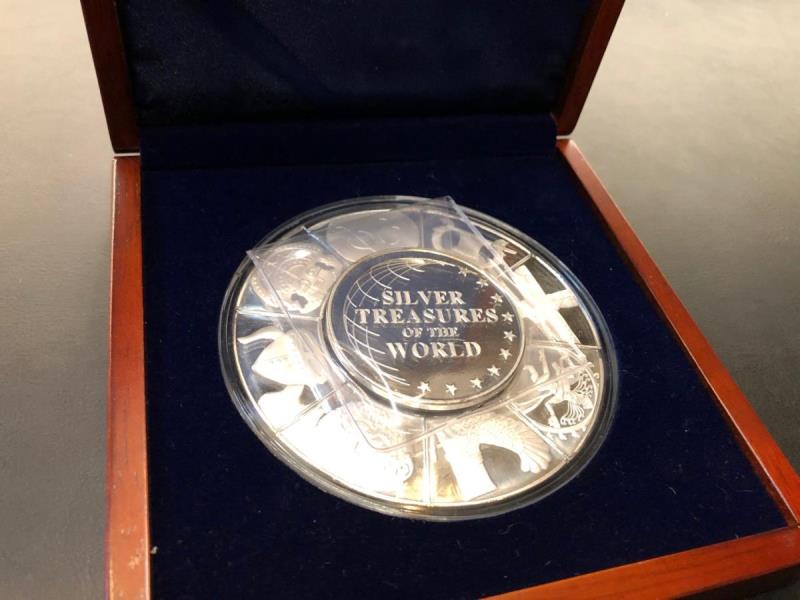 SILVER
TREASURES
OF THE
WORLD